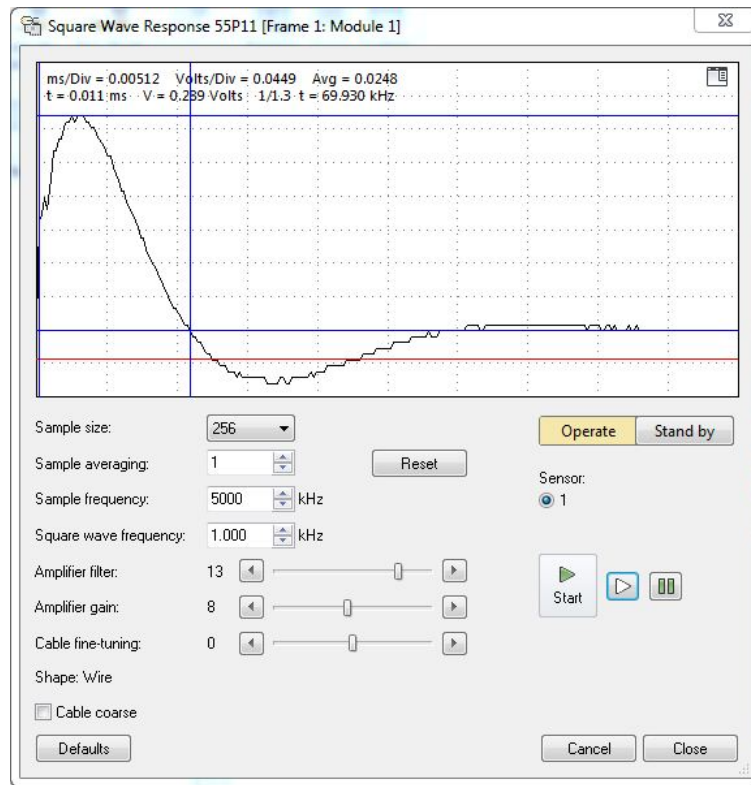 Square Wave Response 55P11 [Frame 1: Module 1]
ms/Div = 0.00512 Volts/Div = 0.0449 Avg = 0.0248
t = 0.011 ms V = 0.289 Volts 1/1.3 t = 69.930 kHz
Sample size: 256
Operate Stand by
Sample averaging: 1 Reset
Sensor:
Sample frequency: 5000 kHz
1
Square wave frequency: 1.000 kHz
Amplifier filter: 13
Start
Amplifier gain: 8
Cable fine-tuning: 0
Shape: Wire
Cable coarse
Defaults Cancel Close